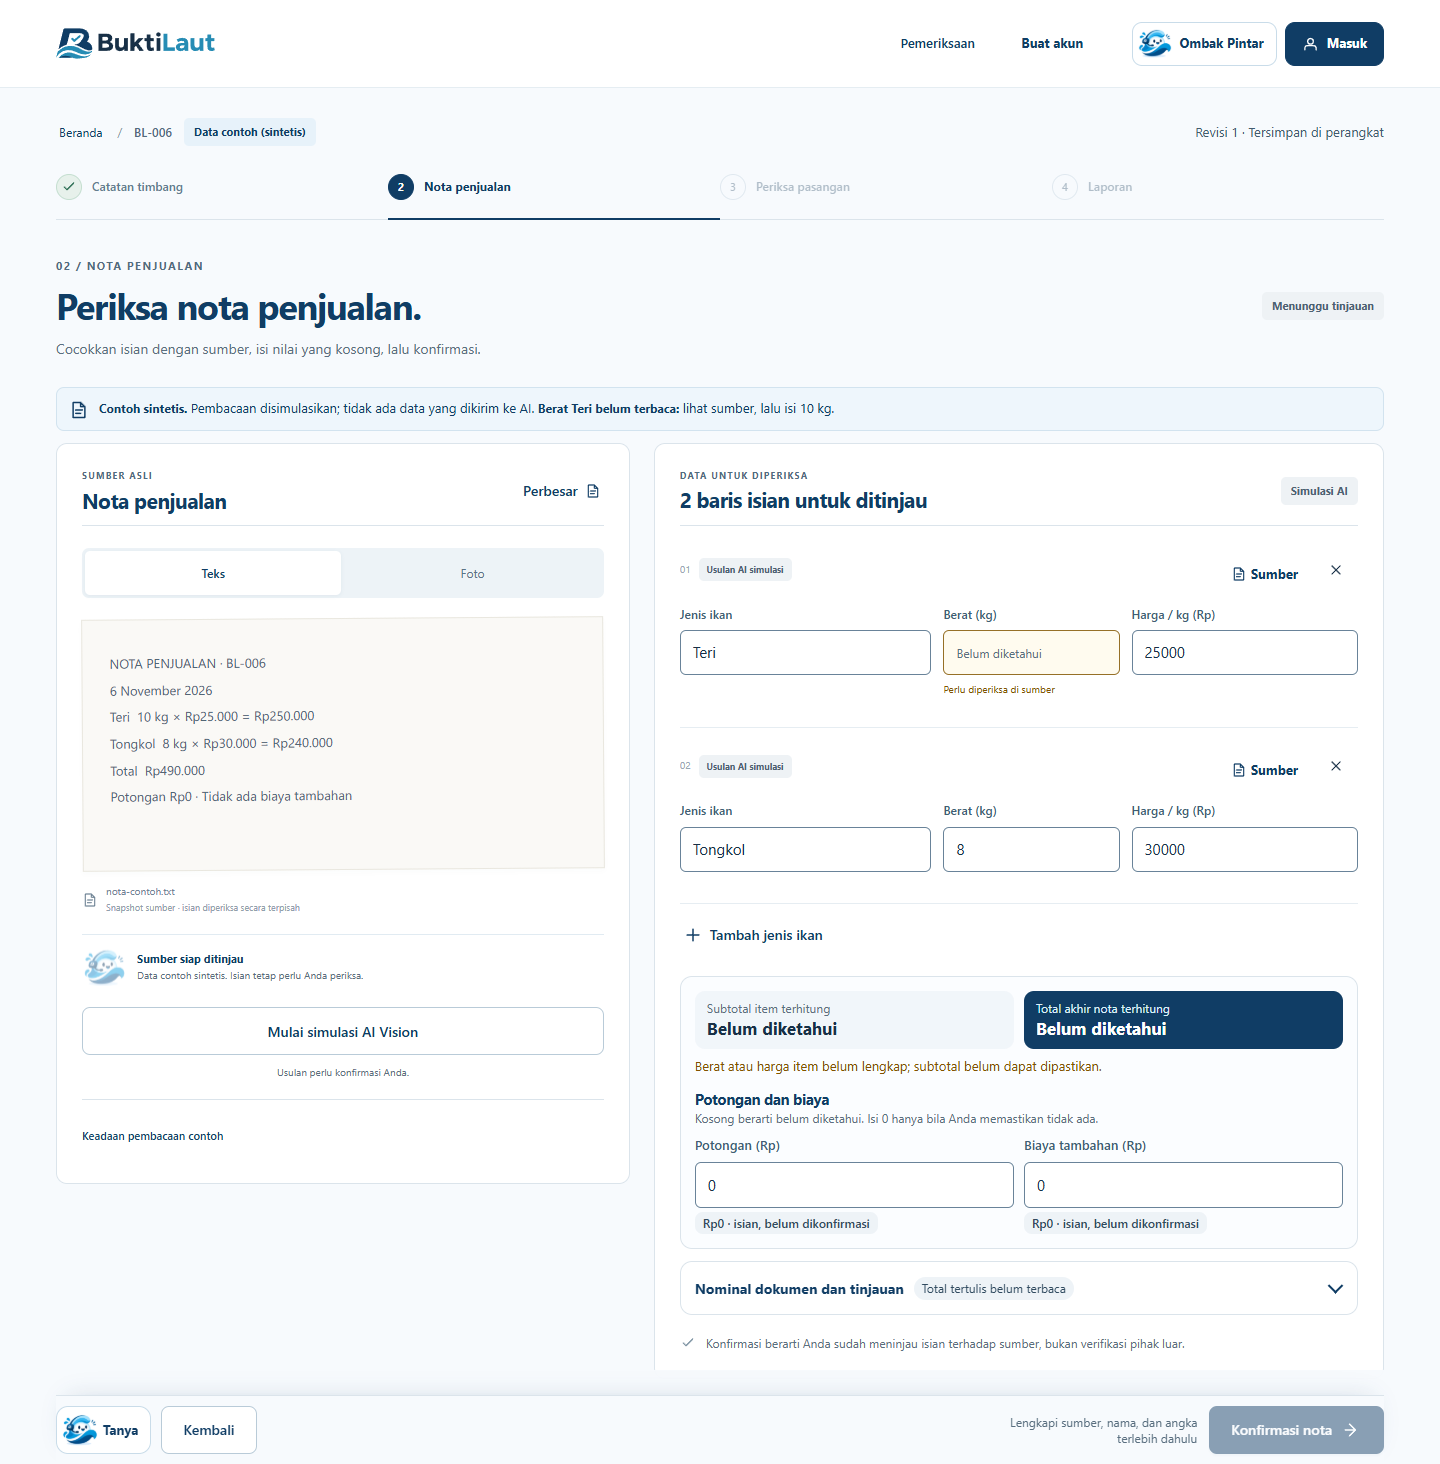 BuktiLaut
Pemeriksaan
Buat akun
Ombak Pintar
Masuk
Beranda / BL-006 Data contoh (sintetis)
Revisi 1 · Tersimpan di perangkat
Catatan timbang
2 Nota penjualan
3 Periksa pasangan
4 Laporan
02 / NOTA PENJUALAN
Periksa nota penjualan.
Menunggu tinjauan
Cocokkan isian dengan sumber, isi nilai yang kosong, lalu konfirmasi.
Contoh sintetis. Pembacaan disimulasikan; tidak ada data yang dikirim ke AI. Berat Teri belum terbaca: lihat sumber, lalu isi 10 kg.
SUMBER ASLI
Nota penjualan
Perbesar
Teks
Foto
NOTA PENJUALAN · BL-006
6 November 2026
Teri 10 kg × Rp25.000 = Rp250.000
Tongkol 8 kg × Rp30.000 = Rp240.000
Total Rp490.000
Potongan Rp0 · Tidak ada biaya tambahan
nota-contoh.txt
Snapshot sumber · isian diperiksa secara terpisah
Sumber siap ditinjau
Data contoh sintetis. Isian tetap perlu Anda periksa.
Mulai simulasi AI Vision
Usulan perlu konfirmasi Anda.
Keadaan pembacaan contoh
DATA UNTUK DIPERIKSA
2 baris isian untuk ditinjau
Simulasi AI
01 Usulan AI simulasi
Sumber
Jenis ikan
Berat (kg)
Harga / kg (Rp)
Teri
Belum diketahui
25000
Perlu diperiksa di sumber
02 Usulan AI simulasi
Sumber
Jenis ikan
Berat (kg)
Harga / kg (Rp)
Tongkol
8
30000
Tambah jenis ikan
Subtotal item terhitung
Belum diketahui
Total akhir nota terhitung
Belum diketahui
Berat atau harga item belum lengkap; subtotal belum dapat dipastikan.
Potongan dan biaya
Kosong berarti belum diketahui. Isi 0 hanya bila Anda memastikan tidak ada.
Potongan (Rp)
Biaya tambahan (Rp)
0
0
Rp0 · isian, belum dikonfirmasi
Rp0 · isian, belum dikonfirmasi
Nominal dokumen dan tinjauan
Total tertulis belum terbaca
Konfirmasi berarti Anda sudah meninjau isian terhadap sumber, bukan verifikasi pihak luar.
Tanya
Kembali
Lengkapi sumber, nama, dan angka
terlebih dahulu
Konfirmasi nota